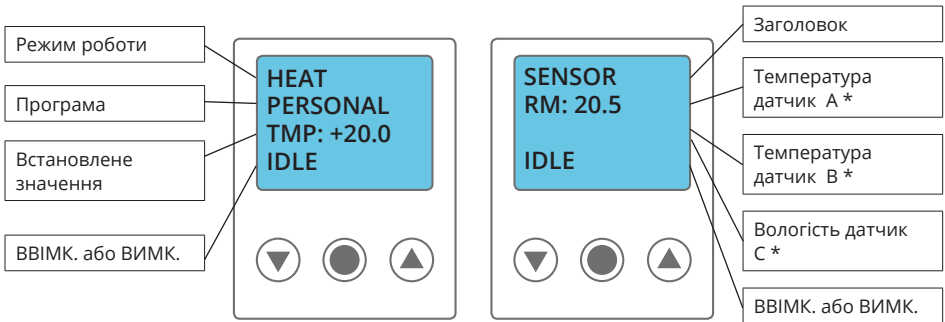 Режим роботи
Програма
Встановлене
значення
ВВІМК. або ВИМК.
HEAT
PERSONAL
TMP: +20.0
IDLE
SENSOR
RM: 20.5
IDLE
Заголовок
Температура
датчик A *
Температура
датчик B *
Вологість датчик
C *
ВВІМК. або ВИМК.